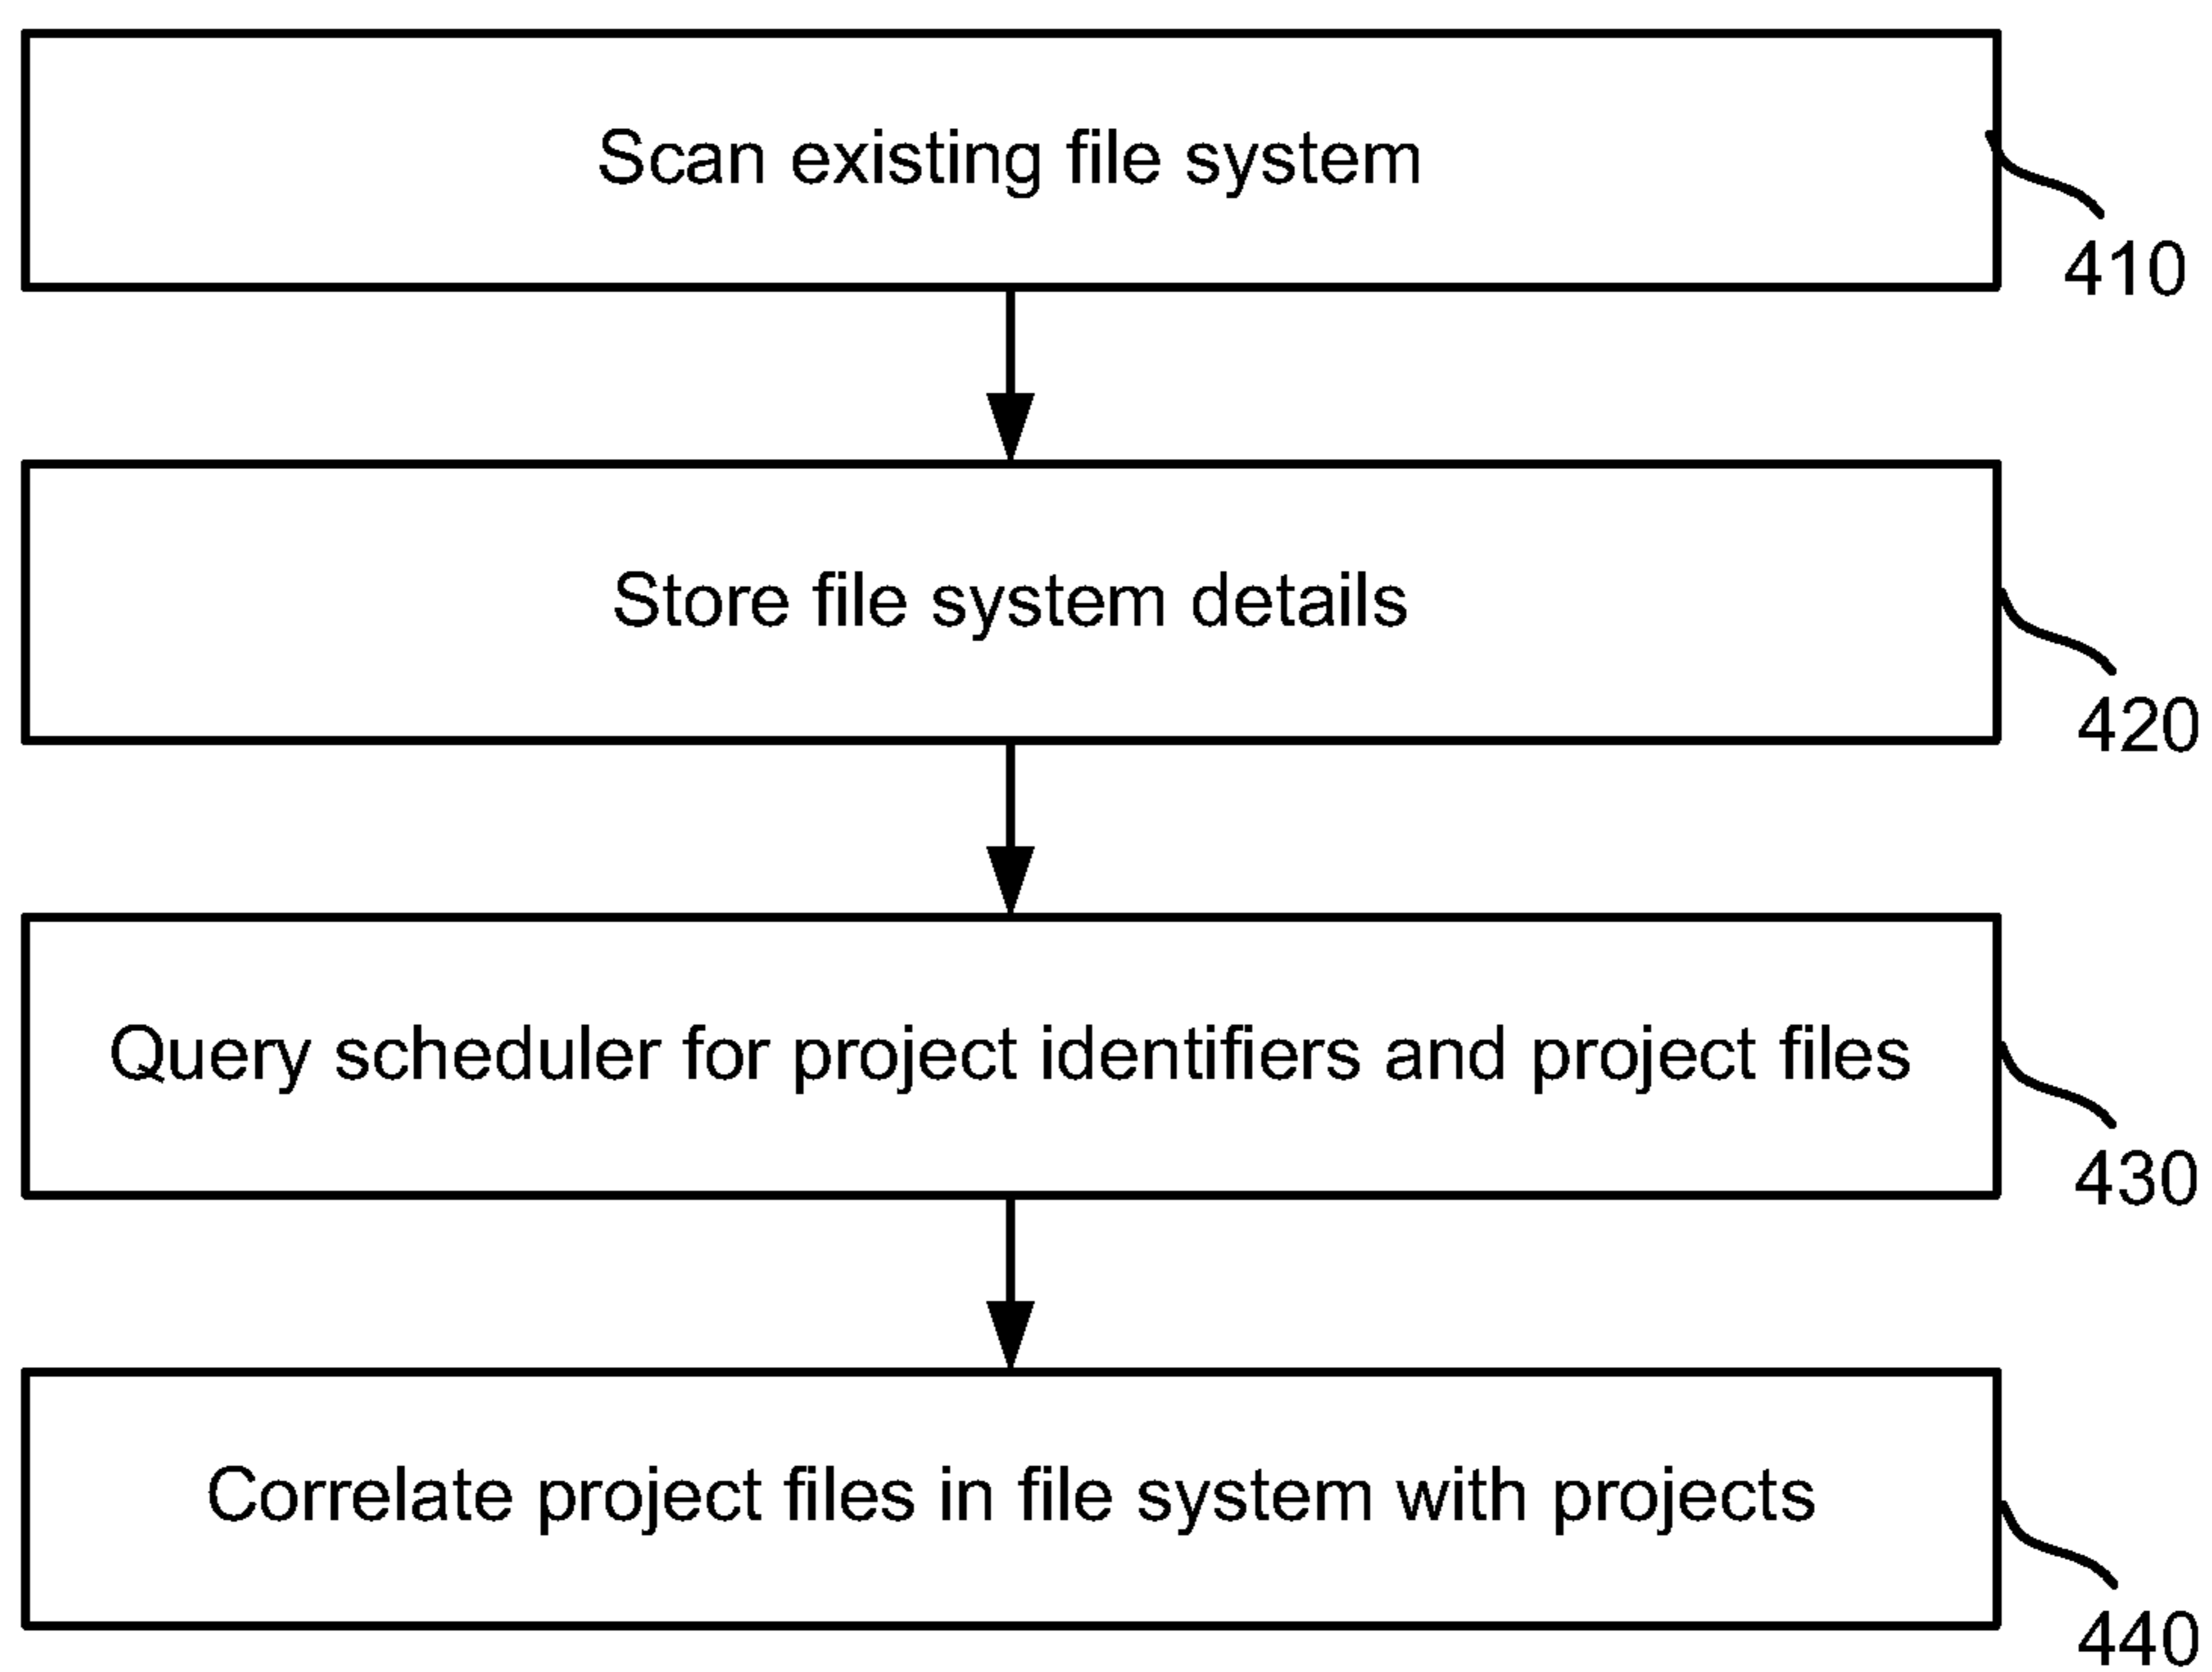 Scan existing file system
410
Store file system details
420
Query scheduler for project identifiers and project files
430
Correlate project files in file system with projects
440